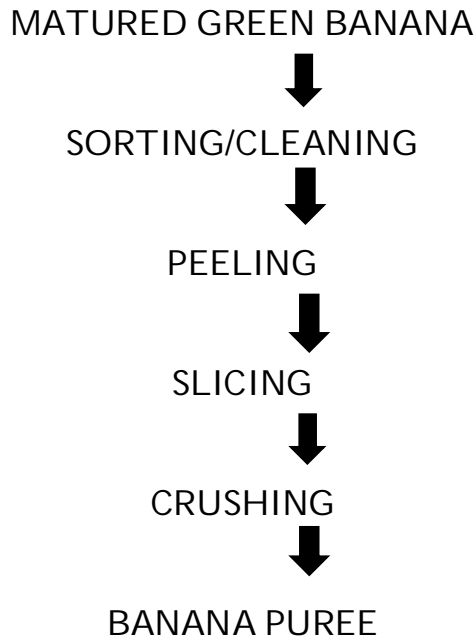 MATURED GREEN BANANA
SORTING/CLEANING
PEELING
SLICING
CRUSHING
BANANA PUREE